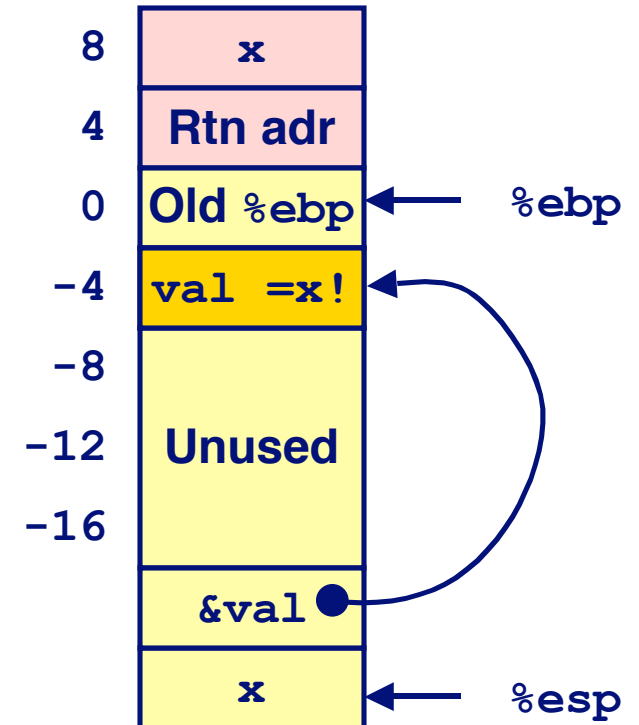 8 x
4 Rtn adr
0 Old %ebp %ebp
-4 val =x!
-8
-12 Unused
-16
&val
x %esp